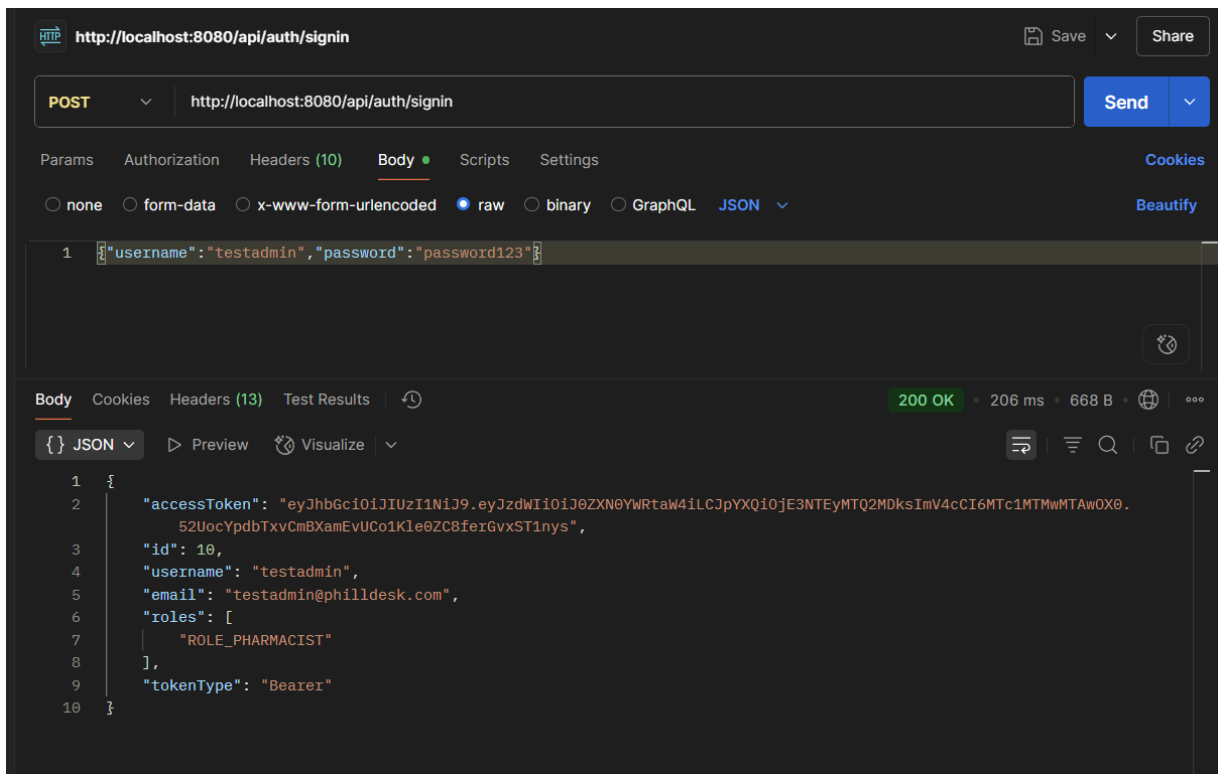 HTTP http://localhost:8080/api/auth/signin Save Share
POST http://localhost:8080/api/auth/signin Send
Params Authorization Headers (10) Body Scripts Settings Cookies
none form-data x-www-form-urlencoded raw binary GraphQL JSON Beautify
1 {"username":"testadmin","password":"password123"}
Body Cookies Headers (13) Test Results 200 OK • 206 ms • 668 B
{} JSON Preview Visualize
1 {
2 "accessToken": "eyJhbGciOiJIUzI1NiJ9.eyJzdWIiOiJ0ZXN0YWRtaW4iLCJpYXQiOjE3NTEyMTQ2MDksImV4cCI6MTc1MTMwMTAwOX0.
52UocYpdbTxvCmBXamEvUCo1Kle0ZC8ferGvxST1nys",
3 "id": 10,
4 "username": "testadmin",
5 "email": "testadmin@philldesk.com",
6 "roles": [
7 "ROLE_PHARMACIST"
8 ],
9 "tokenType": "Bearer"
10 }